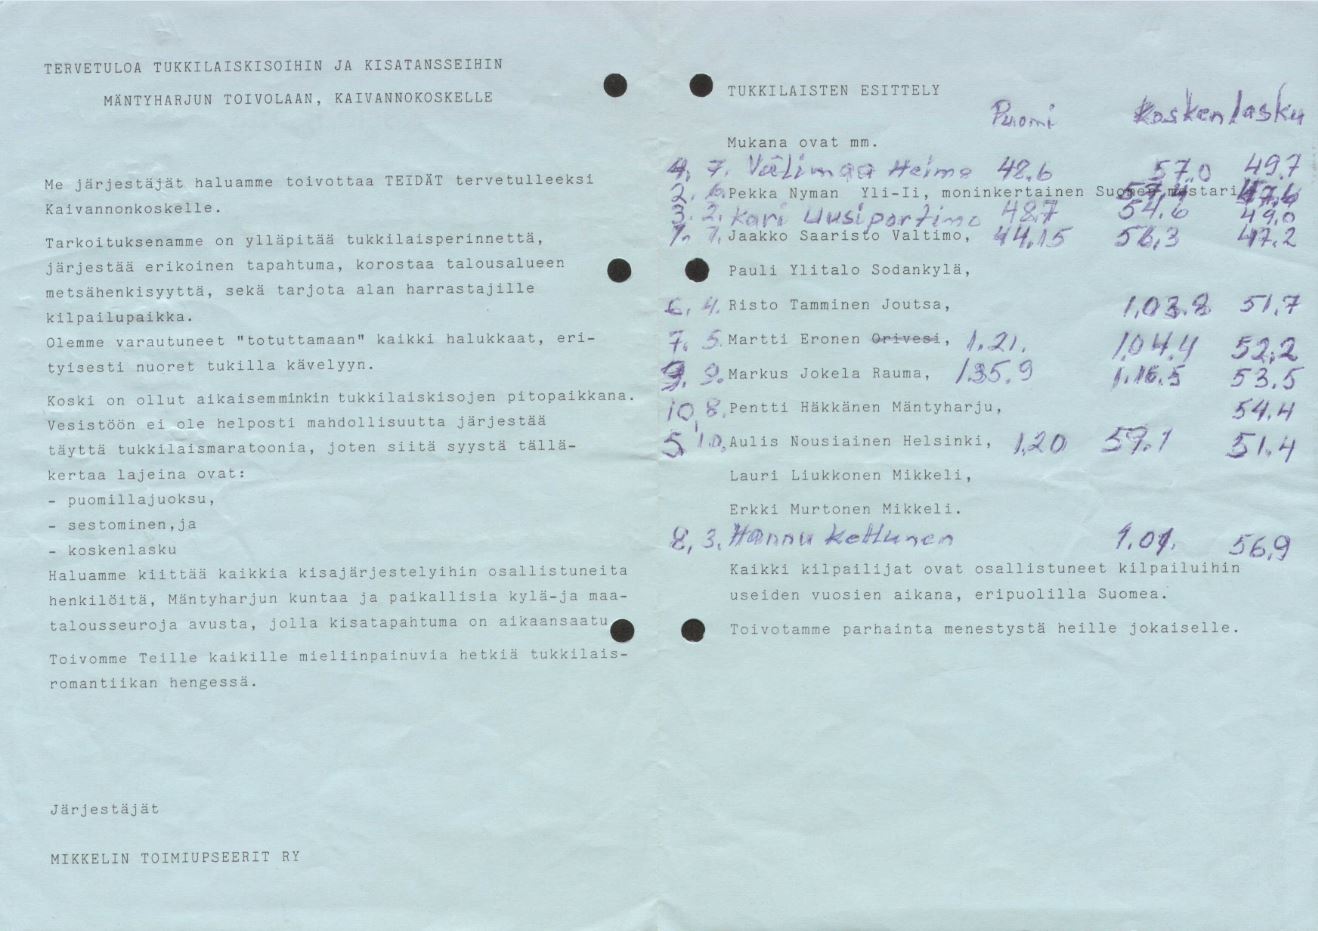 TERVETULOA TUKKILAISKISOIHIN JA KISATANSSEIHIN
MÄNTYHARJUN TOIVOLAAN, KAIVANNOKOSKELLE
Me järjestäjät haluamme toivottaa TEIDÄT tervetulleeksi
Kaivannonkoskelle.
Tarkoituksenamme on ylläpitää tukkilaisperinnettä,
järjestää erikoinen tapahtuma, korostaa talousalueen
metsähenkisyyttä, sekä tarjota alan harrastajille
kilpailupaikka.
Olemme varautuneet "totuttamaan" kaikki halukkaat, eri-
tyisesti nuoret tukilla kävelyyn.
Koski on ollut aikaisemminkin tukkilaiskisojen pitopaikkana.
Vesistöön ei ole helposti mahdollisuutta järjestää
täyttä tukkilaismaratoonia, joten siitä syystä tällä-
kertaa lajeina ovat:
- puomillajuoksu,
- sestominen,ja
- koskenlasku
Haluamme kiittää kaikkia kisajärjestelyihin osallistuneita
henkilöitä, Mäntyharjun kuntaa ja paikallisia kylä-ja maa-
talousseuroja avusta, jolla kisatapahtuma on aikaansaatu
Toivomme Teille kaikille mieliinpainuvia hetkiä tukkilais-
romantiikan hengessä.
Järjestäjät
MIKKELIN TOIMIUPSEERIT RY
TUKKILAISTEN ESITTELY
Puomi Koskenlasku
Mukana ovat mm.
4. 7. Välimaa Heimo 48.6 57.0 49.7
2. 6. Pekka Nyman Yli-Ii, moninkertainen Suomen mestari 47.6
3. 2. Kari Uusiportimo 48.7 54.6 49.0
1. 1. Jaakko Saaristo Valtimo, 44.15 56,3 47.2
Pauli Ylitalo Sodankylä,
6, 4. Risto Tamminen Joutsa, 1.03.8 51.7
7. 5. Martti Eronen Orivesi, 1.21. 1.04.4 52.2
9. 9. Markus Jokela Rauma, 1.35.9 1.16.5 53.5
10 8. Pentti Häkkänen Mäntyharju, 54.4
5 10. Aulis Nousiainen Helsinki, 1.20 59.1 51.4
Lauri Liukkonen Mikkeli,
Erkki Murtonen Mikkeli.
8, 3. Hannu Kettunen 1.01. 56,9
Kaikki kilpailijat ovat osallistuneet kilpailuihin
useiden vuosien aikana, eripuolilla Suomea.
Toivotamme parhainta menestystä heille jokaiselle.